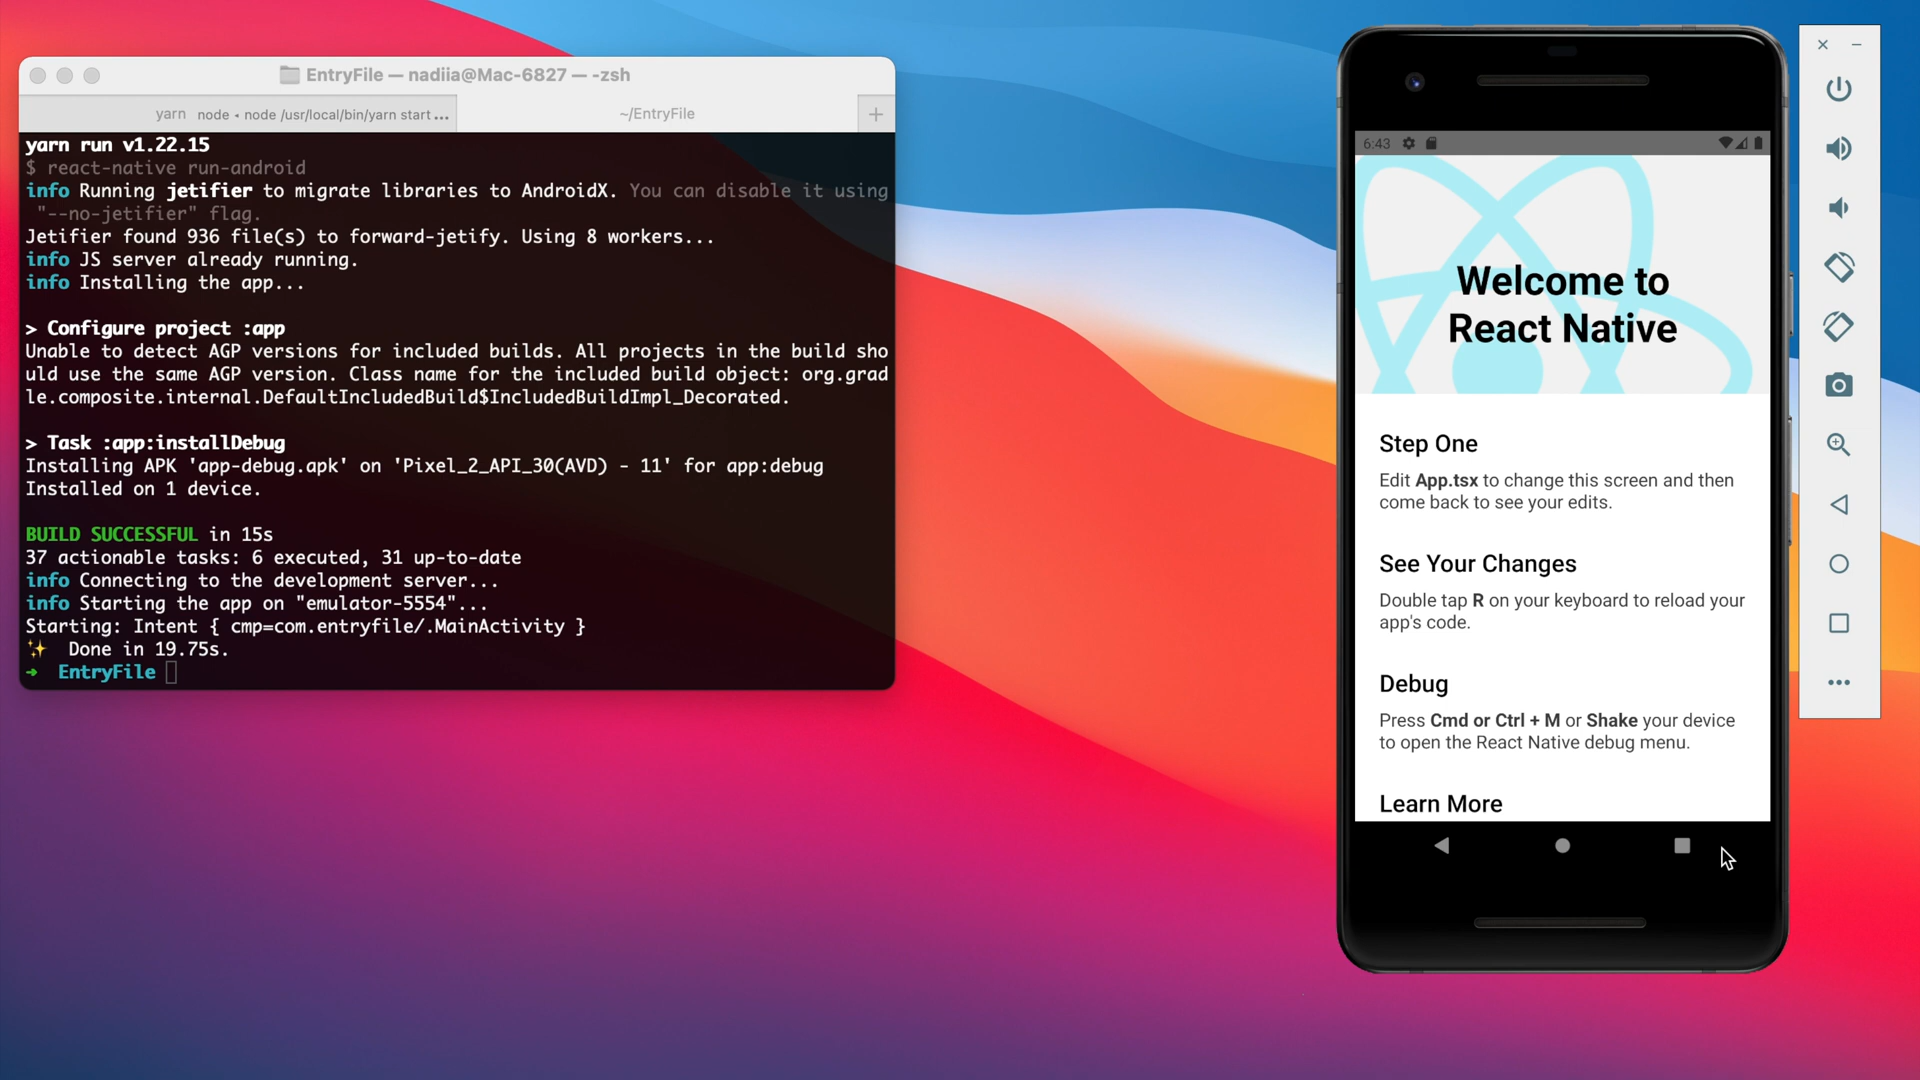 EntryFile — nadiia@Mac-6827 — -zsh
yarn node • node /usr/local/bin/yarn start ...
~/EntryFile
+
yarn run v1.22.15
$ react-native run-android
info Running jetifier to migrate libraries to AndroidX. You can disable it using
"--no-jetifier" flag.
Jetifier found 936 file(s) to forward-jetify. Using 8 workers...
info JS server already running.
info Installing the app...
> Configure project :app
Unable to detect AGP versions for included builds. All projects in the build sho
uld use the same AGP version. Class name for the included build object: org.grad
le.composite.internal.DefaultIncludedBuild$IncludedBuildImpl_Decorated.
> Task :app:installDebug
Installing APK 'app-debug.apk' on 'Pixel_2_API_30(AVD) - 11' for app:debug
Installed on 1 device.
BUILD SUCCESSFUL in 15s
37 actionable tasks: 6 executed, 31 up-to-date
info Connecting to the development server...
info Starting the app on "emulator-5554"...
Starting: Intent { cmp=com.entryfile/.MainActivity }
✨ Done in 19.75s.
→ EntryFile
6:43
Welcome to
React Native
Step One
Edit App.tsx to change this screen and then
come back to see your edits.
See Your Changes
Double tap R on your keyboard to reload your
app's code.
Debug
Press Cmd or Ctrl + M or Shake your device
to open the React Native debug menu.
Learn More